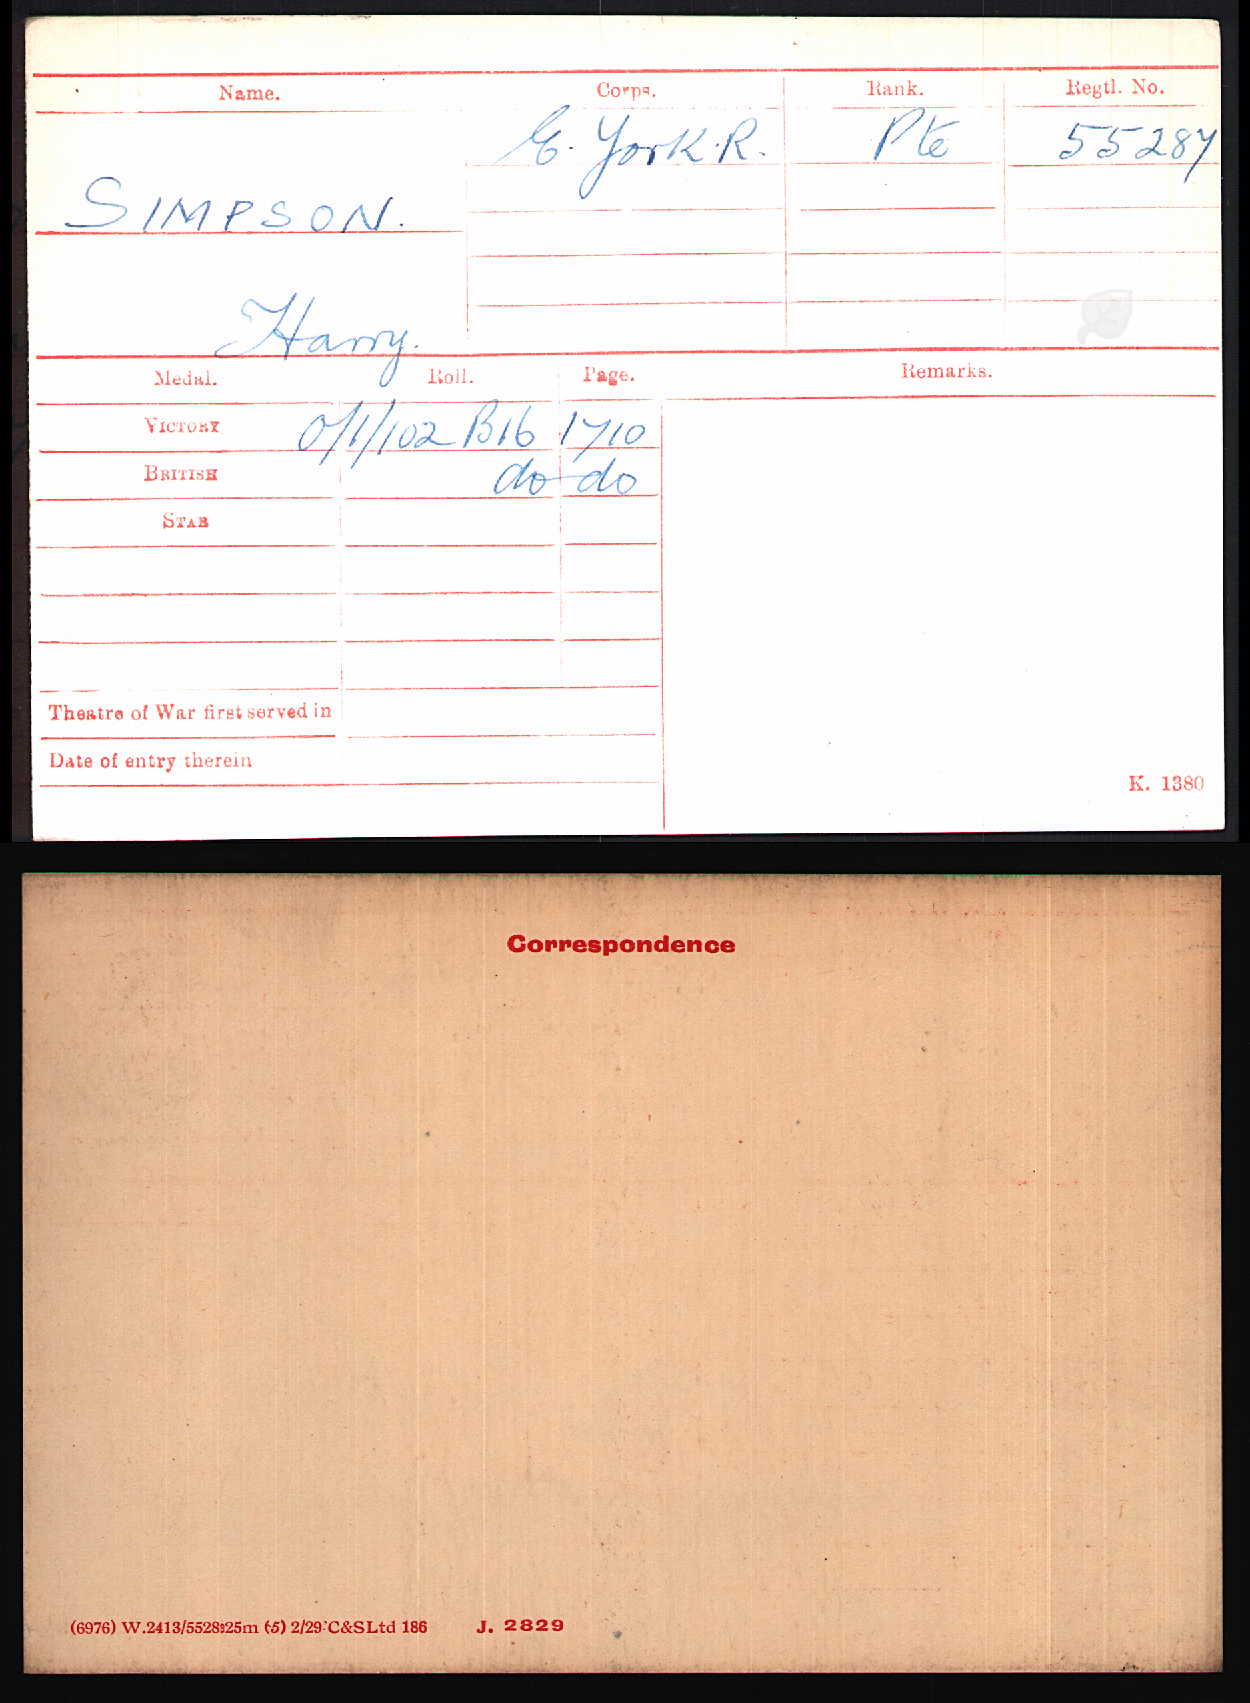 Name. Corps. Rank. Regtl. No.
E. York. R. Pte 55287
SIMPSON.
Harry.
Medal. Roll. Page. Remarks.
VICTORY 0/1/102 B16 1710
BRITISH do do
STAR
Theatre of War first served in
Date of entry therein
K. 1380
Correspondence
(6976) W.2413/5528 25m (5) 2/29 C&SLtd 186 J. 2829